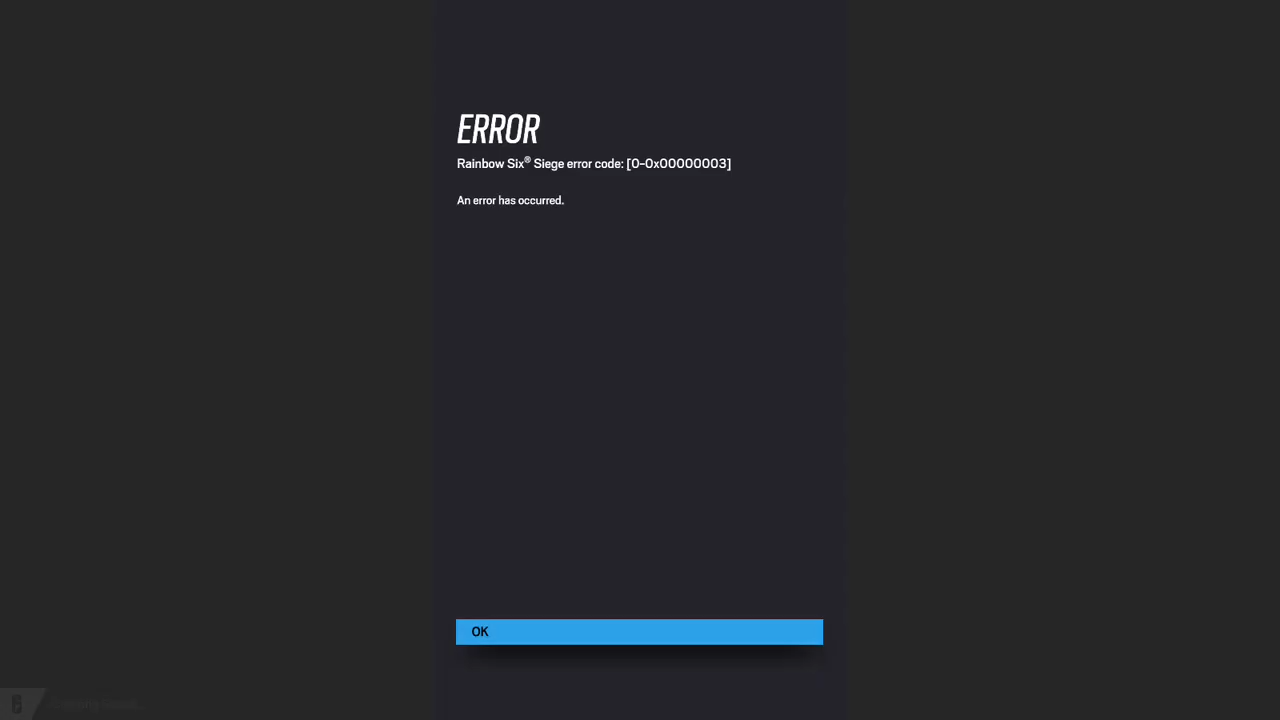 ERROR
Rainbow Six® Siege error code: [0-0x00000003]
An error has occurred.
OK